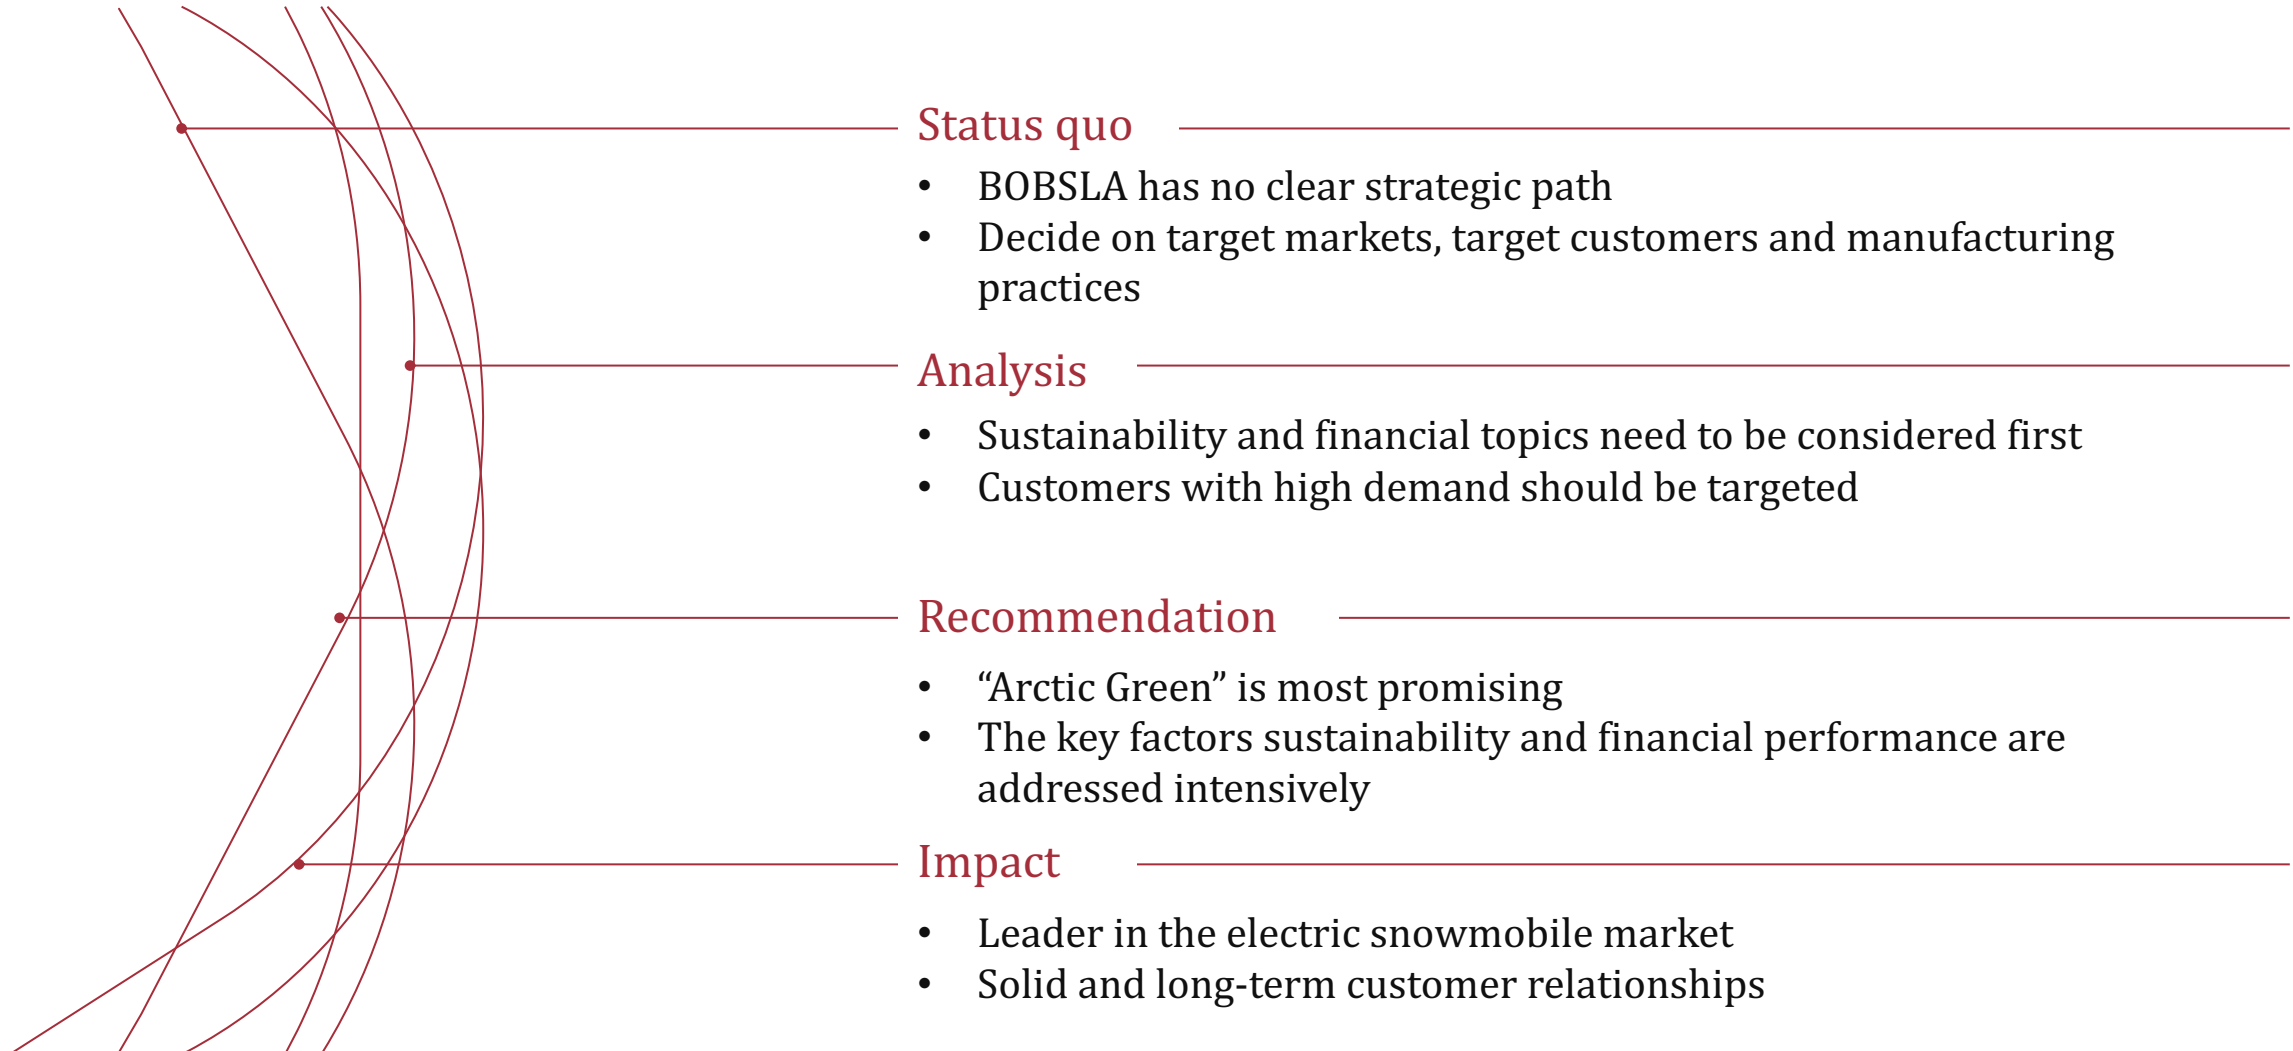 Status quo
• BOBSLA has no clear strategic path
• Decide on target markets, target customers and manufacturing
practices
Analysis
• Sustainability and financial topics need to be considered first
• Customers with high demand should be targeted
Recommendation
• “Arctic Green” is most promising
• The key factors sustainability and financial performance are
addressed intensively
Impact
• Leader in the electric snowmobile market
• Solid and long-term customer relationships